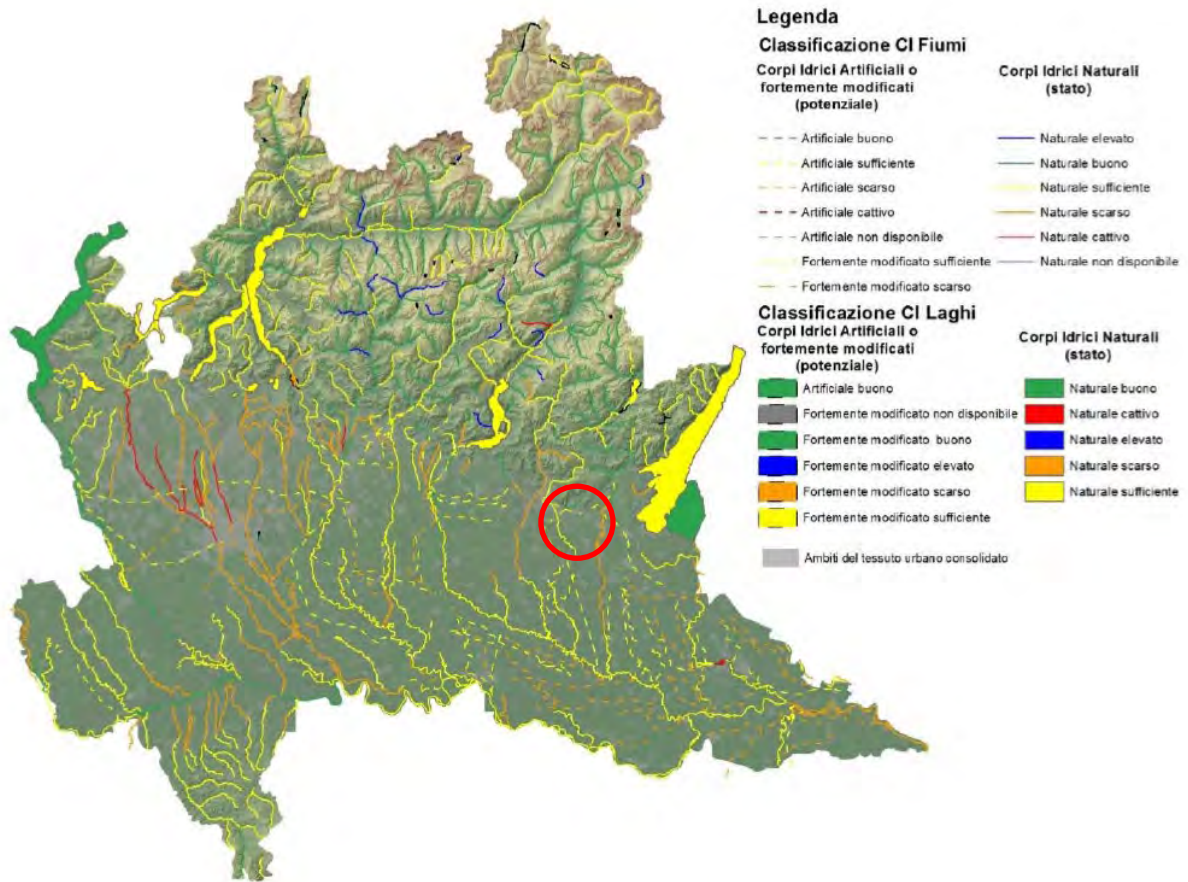 Legenda
Classificazione CI Fiumi
Corpi Idrici Artificiali o
fortemente modificati
(potenziale)
Artificiale buono
Artificiale sufficiente
Artificiale scarso
Artificiale cattivo
Artificiale non disponibile
Fortemente modificato sufficiente
Fortemente modificato scarso
Corpi Idrici Naturali
(stato)
Naturale elevato
Naturale buono
Naturale sufficiente
Naturale scarso
Naturale cattivo
Naturale non disponibile
Classificazione CI Laghi
Corpi Idrici Artificiali o
fortemente modificati
(potenziale)
Artificiale buono
Fortemente modificato non disponibile
Fortemente modificato buono
Fortemente modificato elevato
Fortemente modificato scarso
Fortemente modificato sufficiente
Ambiti del tessuto urbano consolidato
Corpi Idrici Naturali
(stato)
Naturale buono
Naturale cattivo
Naturale elevato
Naturale scarso
Naturale sufficiente